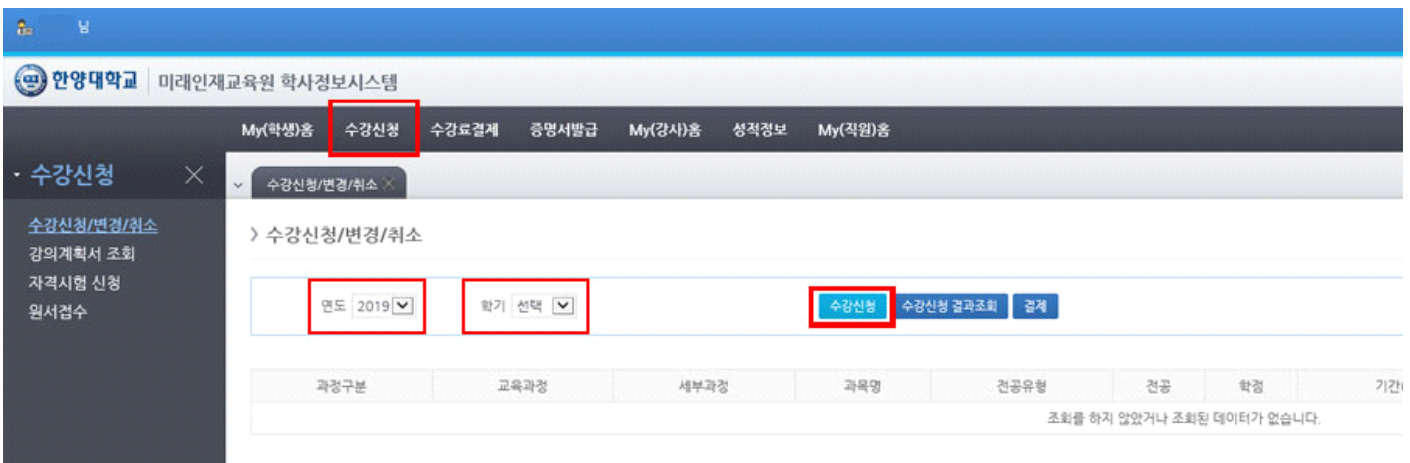 님
한양대학교 미래인재교육원 학사정보시스템
My(학생)홈 수강신청 수강료결제 증명서발급 My(강사)홈 성적정보 My(직원)홈
수강신청
수강신청/변경/취소
수강신청/변경/취소
강의계획서 조회
자격시험 신청
원서접수
수강신청/변경/취소
연도 2019 학기 선택 수강신청 수강신청 결과조회 결제
과정구분 교육과정 세부과정 과목명 전공유형 전공 학점 기간
조회를 하지 않았거나 조회된 데이터가 없습니다.